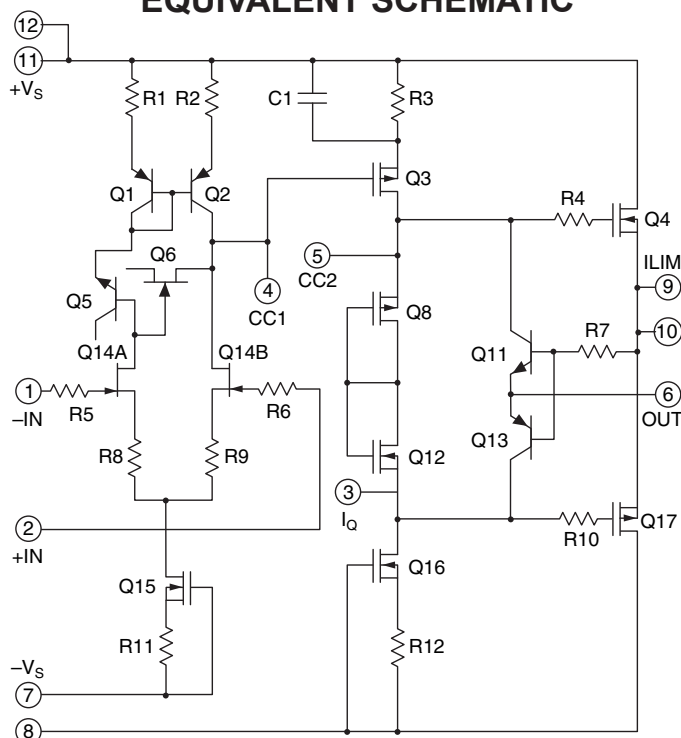 EQUIVALENT SCHEMATIC
12
11
+VS
R1
R2
C1
R3
Q1
Q2
Q3
R4
Q4
Q6
5
CC2
ILIM
9
Q5
4
CC1
Q8
10
Q14A
Q14B
Q11
R7
1
–IN
R5
R6
6
OUT
R8
R9
Q12
Q13
3
IQ
2
+IN
R10
Q17
Q15
Q16
R11
R12
–VS
7
8